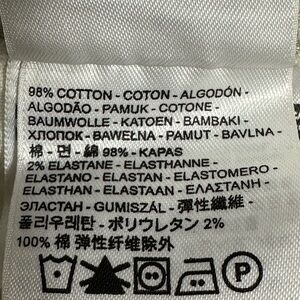 98% COTTON - COTON - ALGODÓN -
ALGODÃO - PAMUK - COTONE -
BAUMWOLLE - KATOEN - BAMBAKI -
ХЛОПОК - BAWEŁNA - PAMUT - BAVLNA -
棉 - 면 - 綿 98% - KAPAS
2% ELASTANE - ELASTHANNE -
ELASTANO - ELASTAN - ELASTOMERO -
ELASTHAN - ELASTAAN - ΕΛΑΣΤΑΝΗ -
ЭЛАСТАН - GUMISZÁL - 彈性纖維 -
폴리우레탄 - ポリウレタン 2%
100% 棉 弹性纤维除外
P